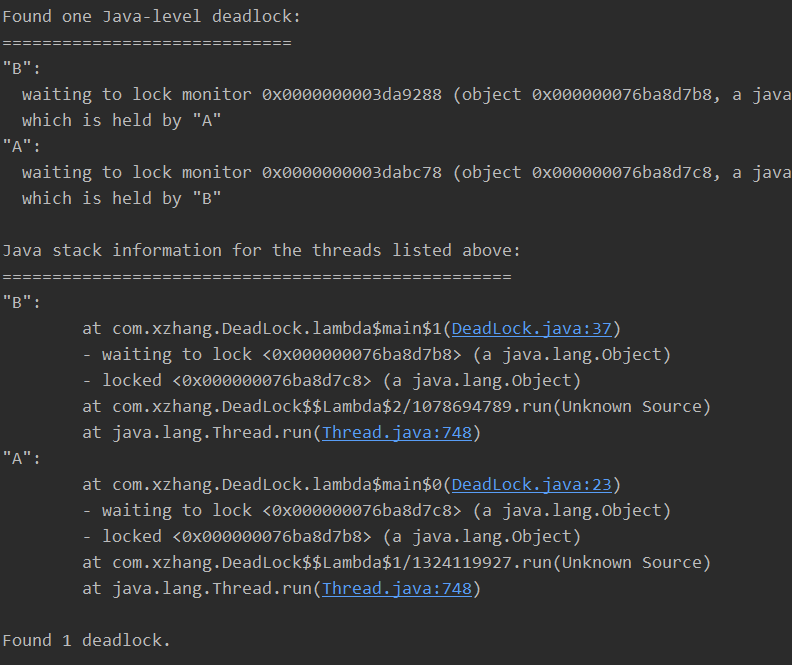 Found one Java-level deadlock:
=============================
"B":
  waiting to lock monitor 0x0000000003da9288 (object 0x000000076ba8d7b8, a java
  which is held by "A"
"A":
  waiting to lock monitor 0x0000000003dabc78 (object 0x000000076ba8d7c8, a java
  which is held by "B"

Java stack information for the threads listed above:
===================================================
"B":
        at com.xzhang.DeadLock.lambda$main$1(DeadLock.java:37)
        - waiting to lock <0x000000076ba8d7b8> (a java.lang.Object)
        - locked <0x000000076ba8d7c8> (a java.lang.Object)
        at com.xzhang.DeadLock$$Lambda$2/1078694789.run(Unknown Source)
        at java.lang.Thread.run(Thread.java:748)
"A":
        at com.xzhang.DeadLock.lambda$main$0(DeadLock.java:23)
        - waiting to lock <0x000000076ba8d7c8> (a java.lang.Object)
        - locked <0x000000076ba8d7b8> (a java.lang.Object)
        at com.xzhang.DeadLock$$Lambda$1/1324119927.run(Unknown Source)
        at java.lang.Thread.run(Thread.java:748)

Found 1 deadlock.